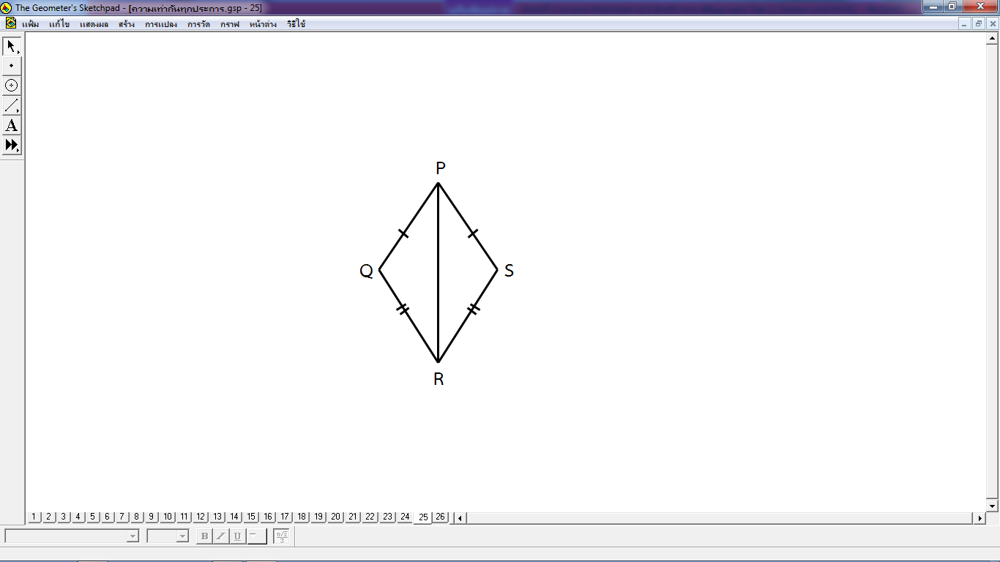 The Geometer's Sketchpad - [ความเท่ากันทุกประการ.gsp - 25]
แฟ้ม แก้ไข แสดงผล สร้าง การแปลง การวัด กราฟ หน้าต่าง วิธีใช้
A
P
Q S
R
1 2 3 4 5 6 7 8 9 10 11 12 13 14 15 16 17 18 19 20 21 22 23 24 25 26
B I U